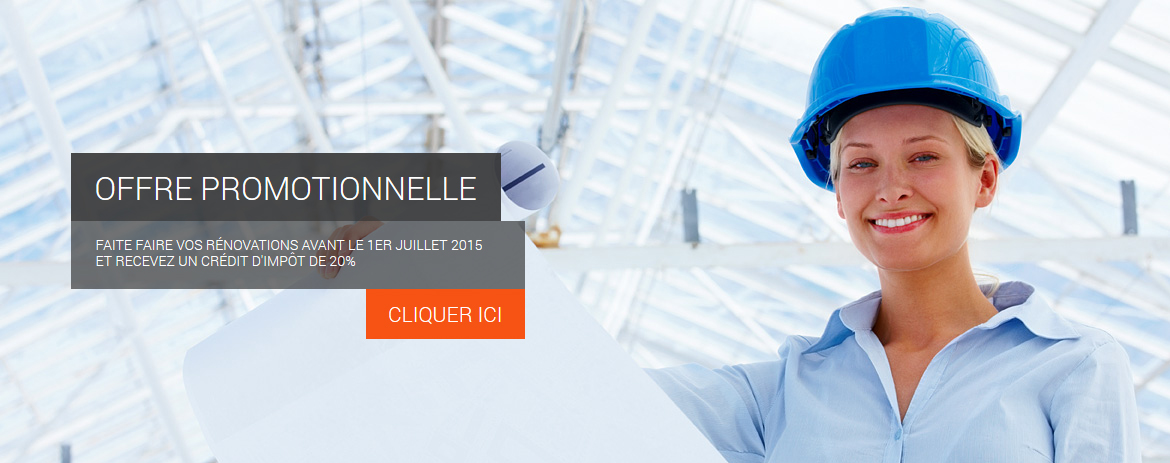 OFFRE PROMOTIONNELLE
FAITE FAIRE VOS RÉNOVATIONS AVANT LE 1ER JUILLET 2015
ET RECEVEZ UN CRÉDIT D'IMPÔT DE 20%
CLIQUER ICI